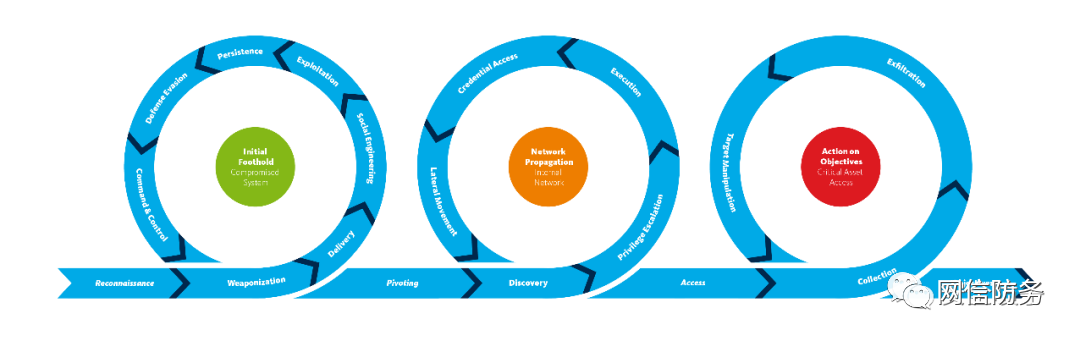 Reconnaissance
Weaponization
Delivery
Social Engineering
Exploitation
Persistence
Defense Evasion
Command & Control
Initial
Foothold
Compromised
System
Pivoting
Discovery
Privilege Escalation
Execution
Credential Access
Lateral Movement
Network
Propagation
Internal
Network
Access
Collection
Exfiltration
Target Manipulation
Action on
Objectives
Critical Asset
Access
网信防务